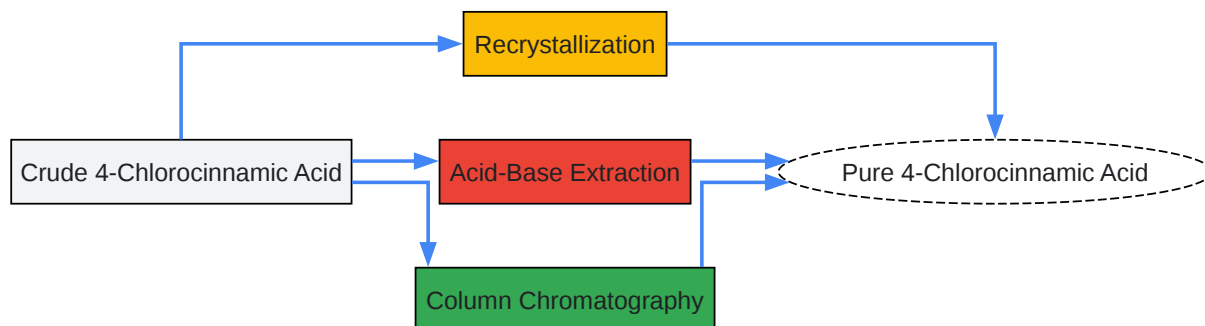 Recrystallization
Crude 4-Chlorocinnamic Acid
Acid-Base Extraction
Pure 4-Chlorocinnamic Acid
Column Chromatography